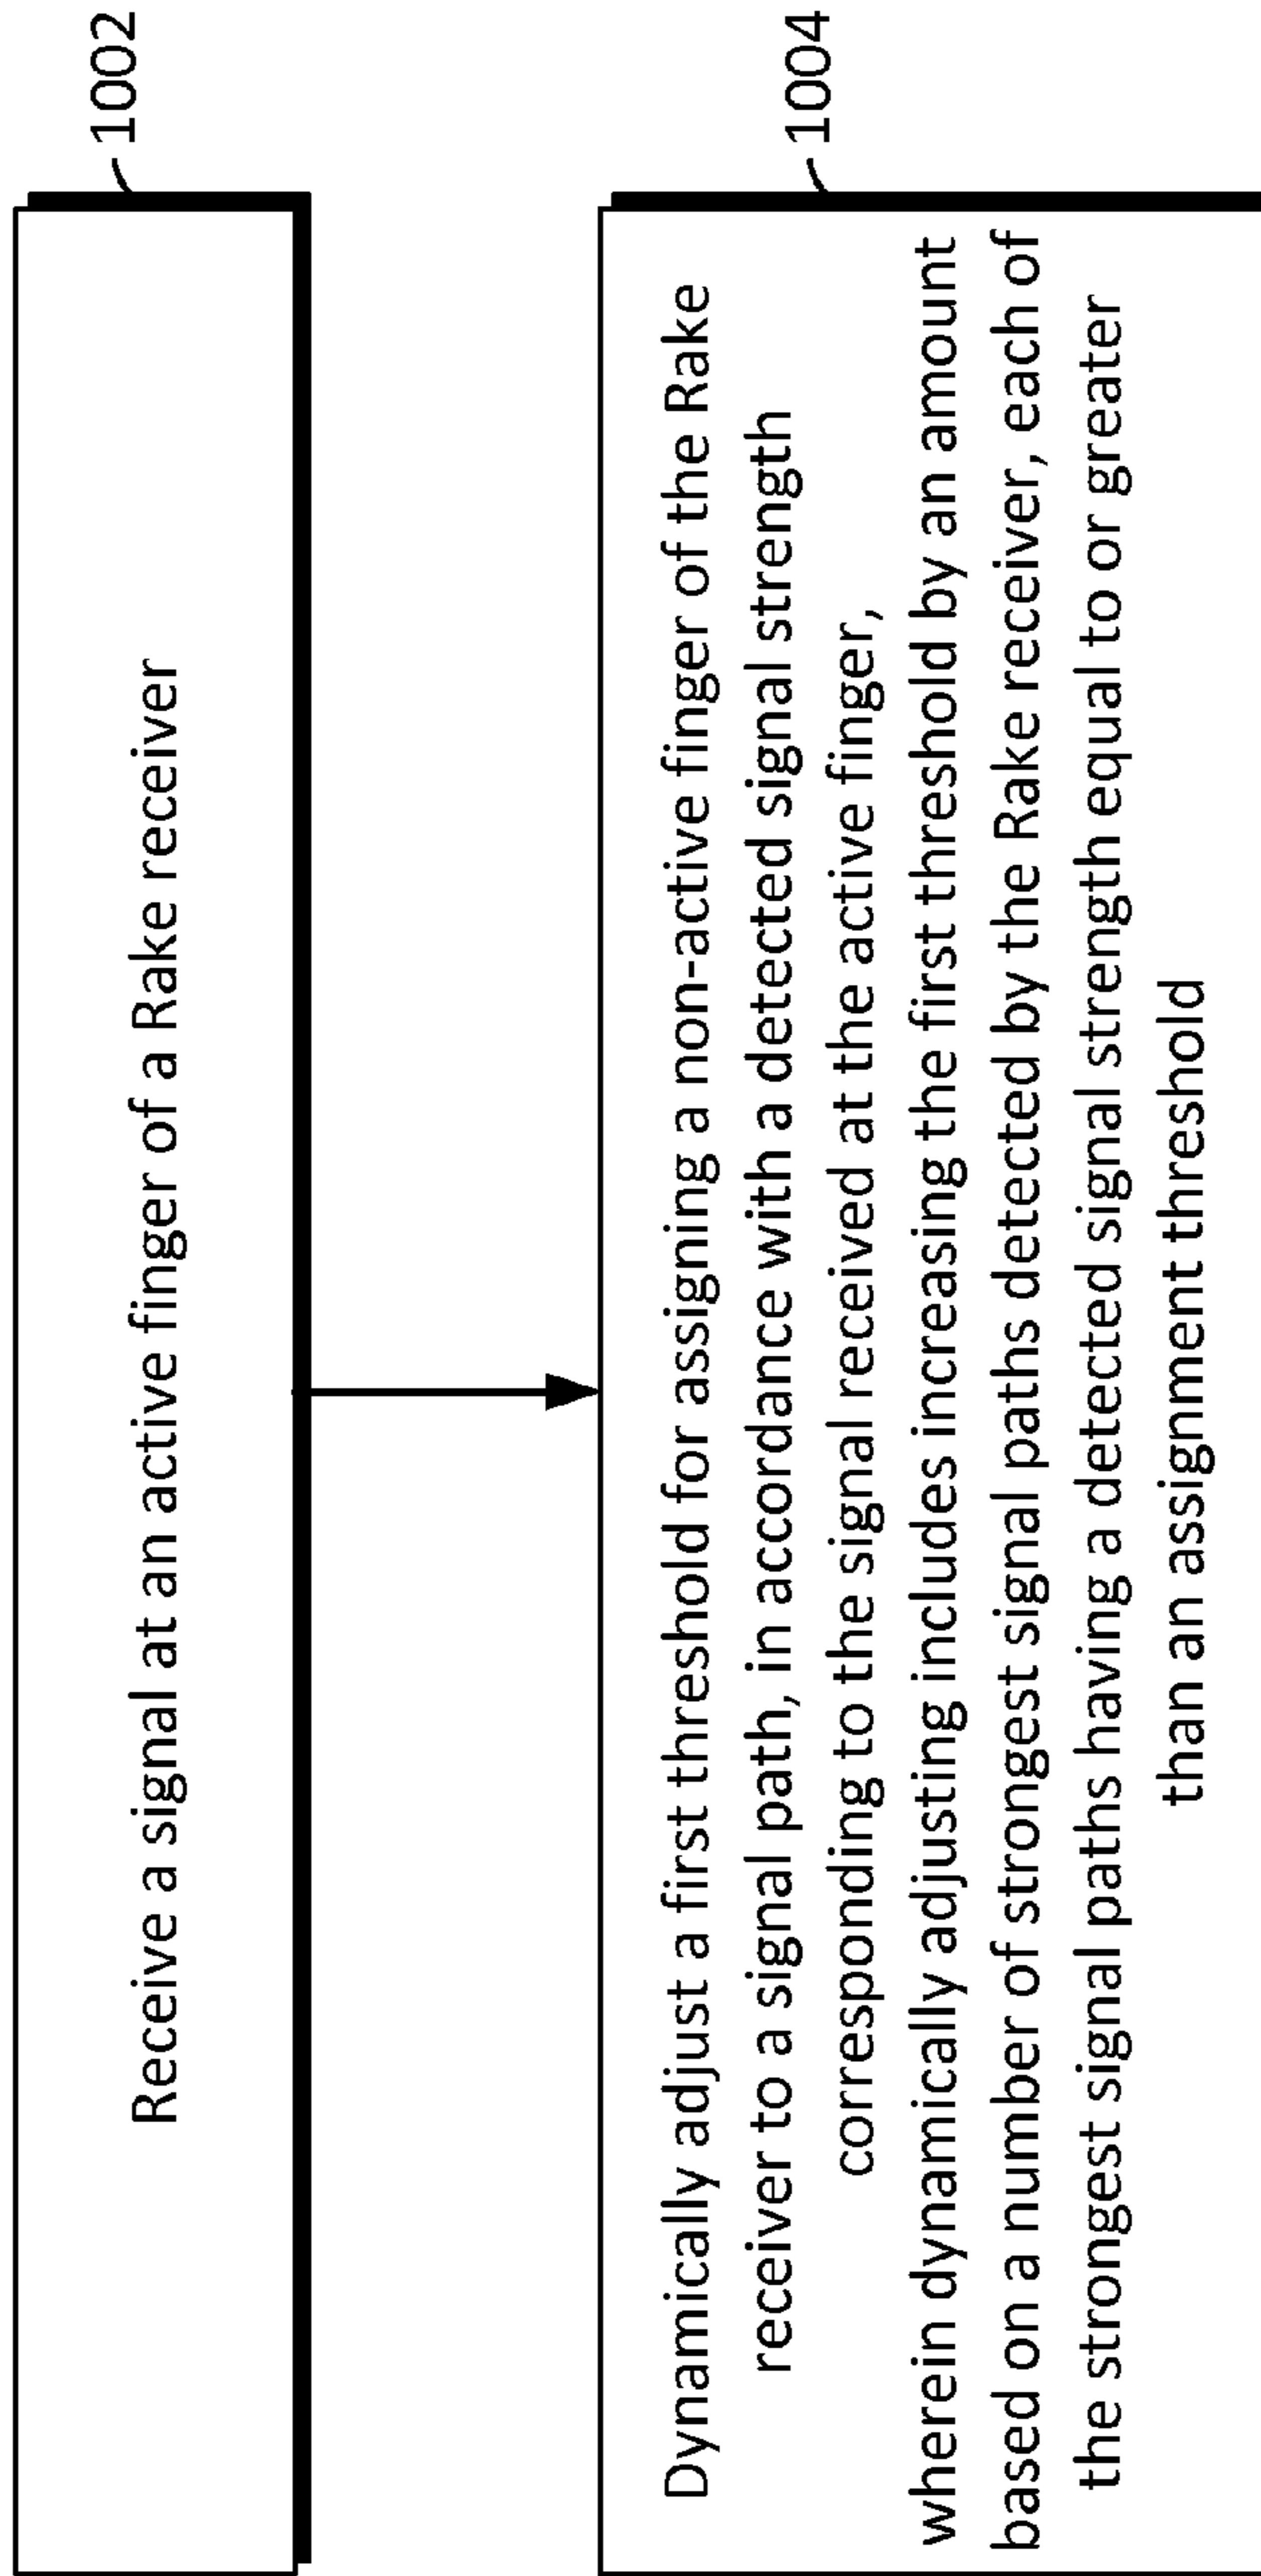 Receive a signal at an active finger of a Rake receiver
1002
Dynamically adjust a first threshold for assigning a non-active finger of the Rake
receiver to a signal path, in accordance with a detected signal strength
corresponding to the signal received at the active finger,
wherein dynamically adjusting includes increasing the first threshold by an amount
based on a number of strongest signal paths detected by the Rake receiver, each of
the strongest signal paths having a detected signal strength equal to or greater
than an assignment threshold
1004